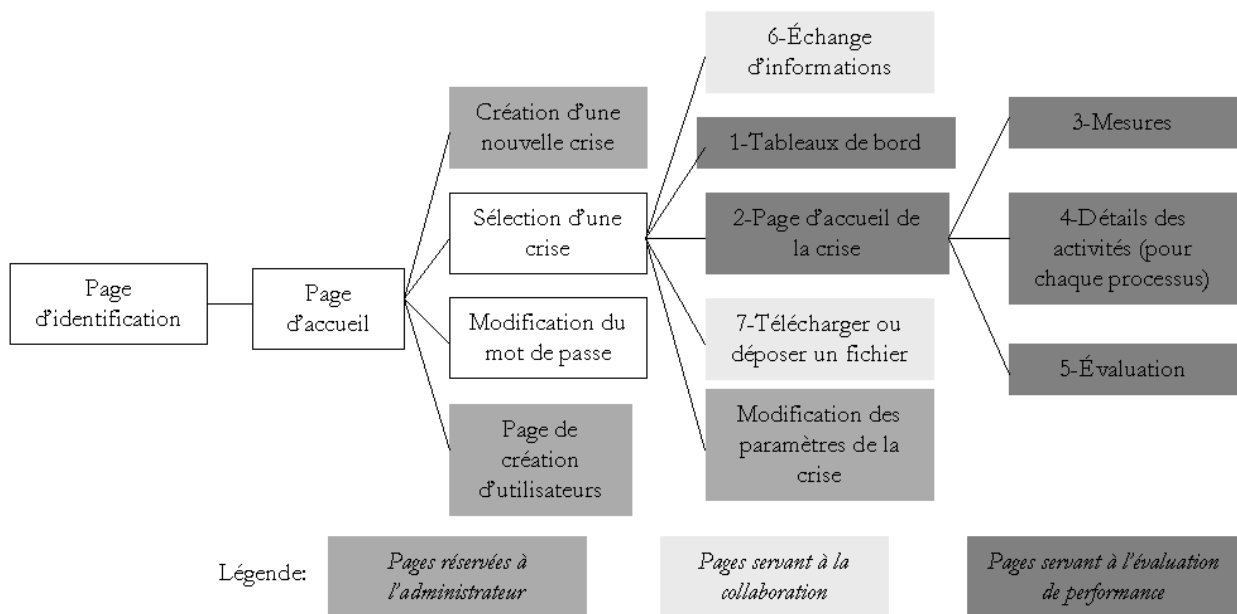 Page
d'identification
Page
d'accueil
Création d'une
nouvelle crise
Sélection d'une
crise
Modification du
mot de passe
Page de
création
d'utilisateurs
6-Échange
d'informations
1-Tableaux de bord
2-Page d'accueil de
la crise
7-Télécharger ou
déposer un fichier
Modification des
paramètres de la
crise
3-Mesures
4-Détails des
activités (pour
chaque processus)
5-Évaluation
Légende:
Pages réservées à
l'administrateur
Pages servant à la
collaboration
Pages servant à l'évaluation
de performance